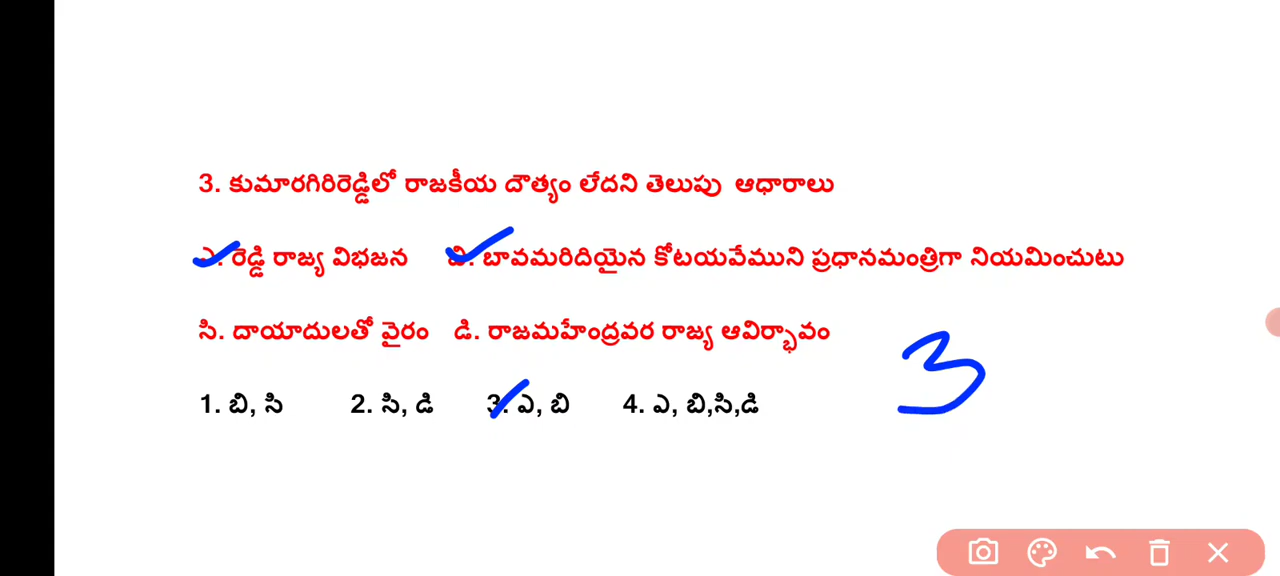 3. కుమారగిరిరెడ్డిలో రాజకీయ దౌత్యం లేదని తెలుపు ఆధారాలు
ఎ. రెడ్డి రాజ్య విభజన బి. బావమరిదియైన కోటయవేముని ప్రధానమంత్రిగా నియమించుటు
సి. దాయాదులతో వైరం డి. రాజమహేంద్రవర రాజ్య ఆవిర్భావం
3
1. బి, సి 2. సి, డి 3. ఎ, బి 4. ఎ, బి,సి,డి